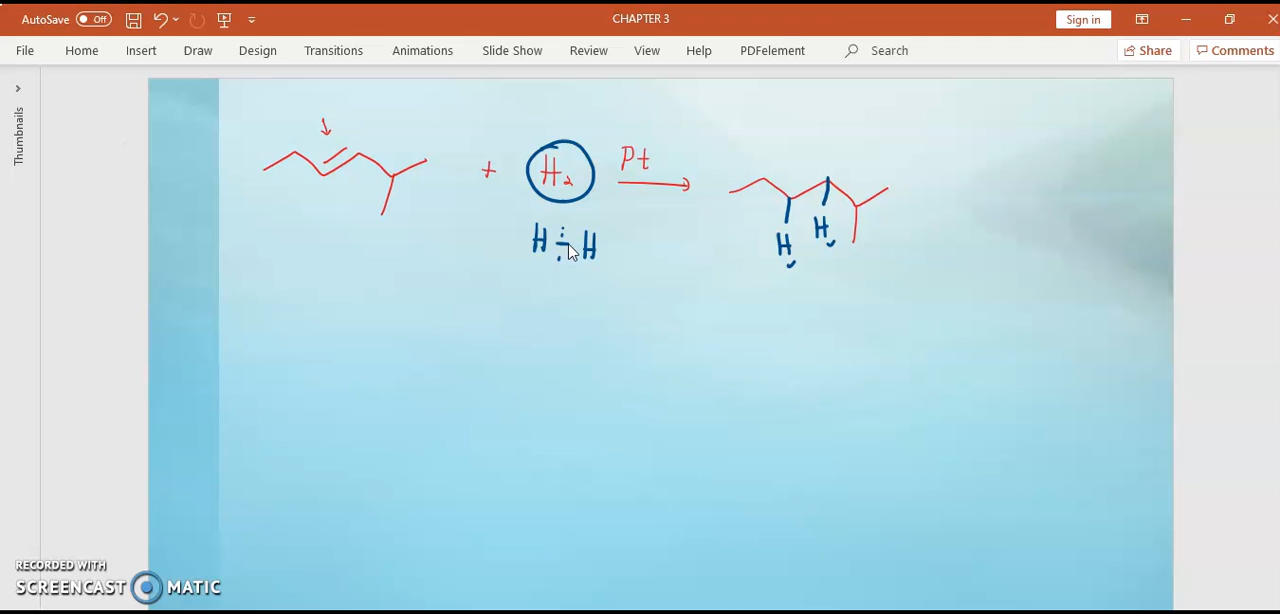 AutoSave Off CHAPTER 3 Sign in
File Home Insert Draw Design Transitions Animations Slide Show Review View Help PDFelement Search Share Comments
Thumbnails
+ H₂ Pt
H H
H H
RECORDED WITH
SCREENCAST MATIC